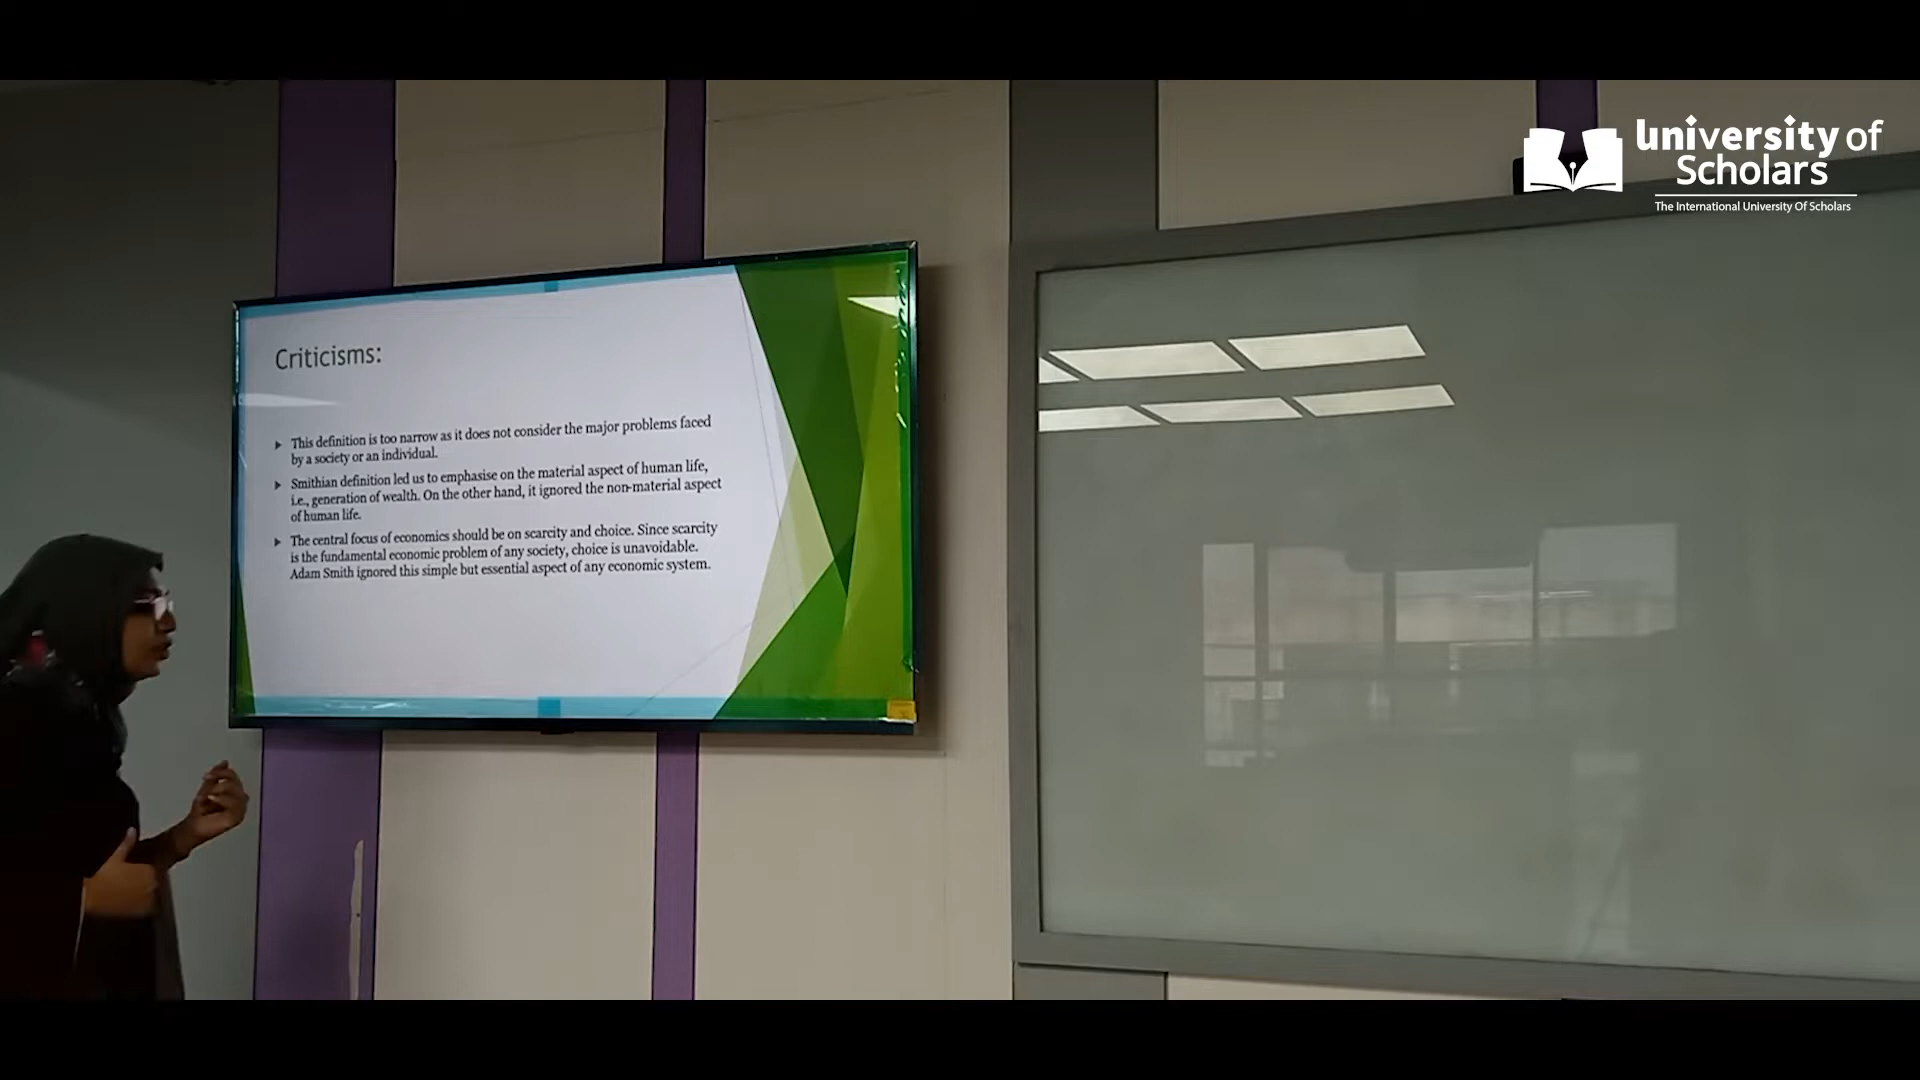 University of
Scholars
The International University Of Scholars
Criticisms:
This definition is too narrow as it does not consider the major problems faced
by a society or an individual.
Smithian definition led us to emphasise on the material aspect of human life,
i.e., generation of wealth. On the other hand, it ignored the non-material aspect
of human life.
The central focus of economics should be on scarcity and choice. Since scarcity
is the fundamental economic problem of any society, choice is unavoidable.
Adam Smith ignored this simple but essential aspect of any economic system.